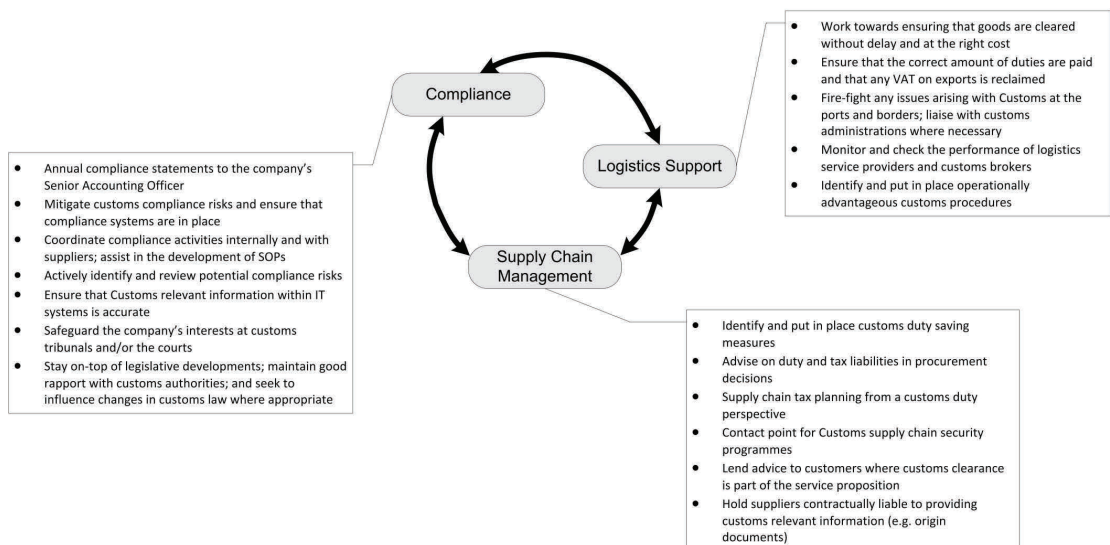 Compliance
Logistics Support
Supply Chain
Management
● Work towards ensuring that goods are cleared
without delay and at the right cost
● Ensure that the correct amount of duties are paid
and that any VAT on exports is reclaimed
● Fire-fight any issues arising with Customs at the
ports and borders; liaise with customs
administrations where necessary
● Monitor and check the performance of logistics
service providers and customs brokers
● Identify and put in place operationally
advantageous customs procedures
● Annual compliance statements to the company's
Senior Accounting Officer
● Mitigate customs compliance risks and ensure that
compliance systems are in place
● Coordinate compliance activities internally and with
suppliers; assist in the development of SOPs
● Actively identify and review potential compliance risks
● Ensure that Customs relevant information within IT
systems is accurate
● Safeguard the company's interests at customs
tribunals and/or the courts
● Stay on-top of legislative developments; maintain good
rapport with customs authorities; and seek to
influence changes in customs law where appropriate
● Identify and put in place customs duty saving
measures
● Advise on duty and tax liabilities in procurement
decisions
● Supply chain tax planning from a customs duty
perspective
● Contact point for Customs supply chain security
programmes
● Lend advice to customers where customs clearance
is part of the service proposition
● Hold suppliers contractually liable to providing
customs relevant information (e.g. origin
documents)